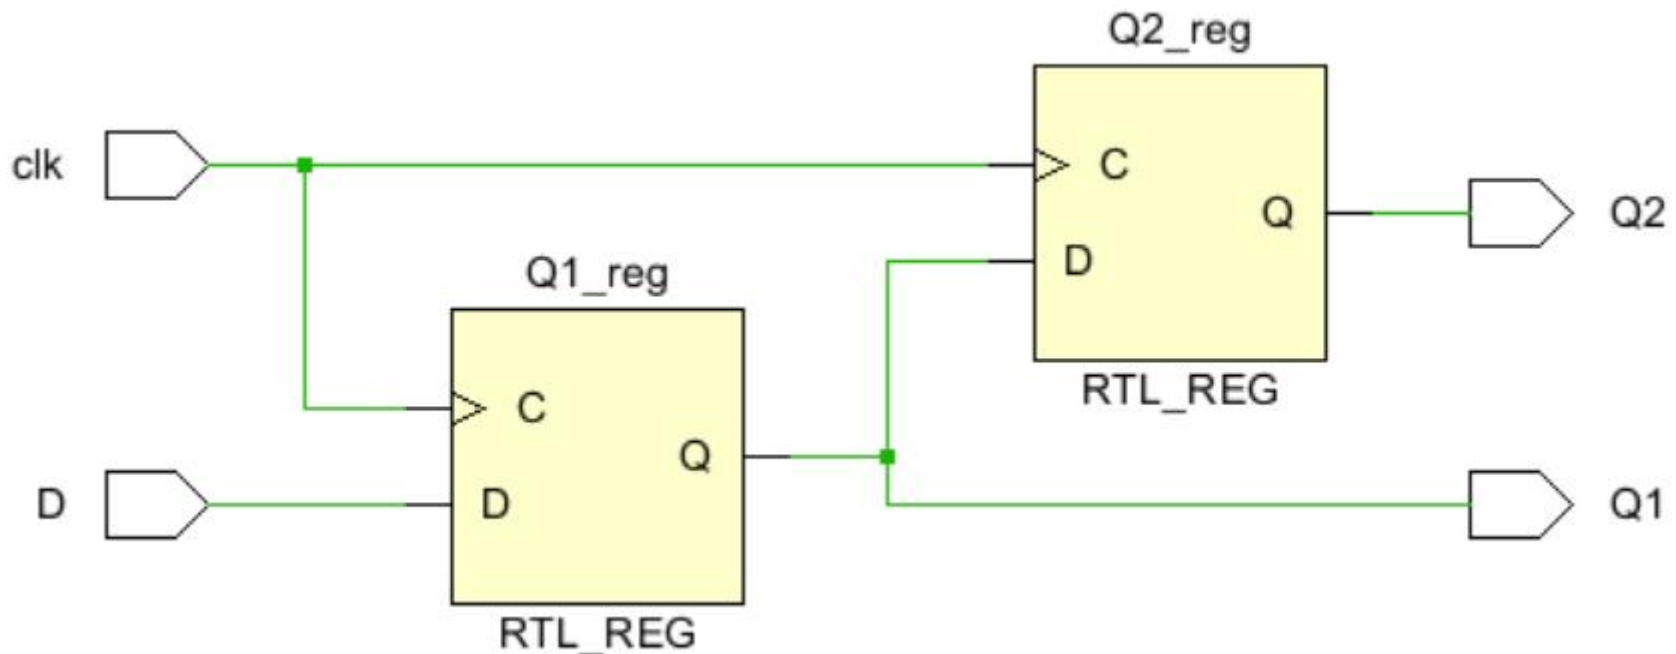 Q2_reg
clk
C
Q
Q2
D
RTL_REG
Q1_reg
C
Q
D
D
Q1
RTL_REG